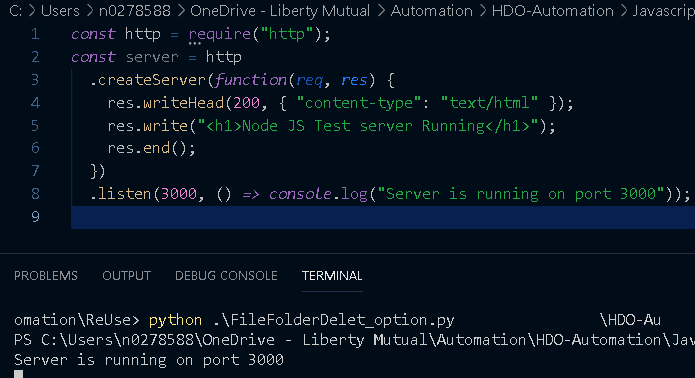 C: > Users > n0278588 > OneDrive - Liberty Mutual > Automation > HDO-Automation > Javascrip
1 const http = require("http");
2 const server = http
3 .createServer(function(req, res) {
4 res.writeHead(200, { "content-type": "text/html" });
5 res.write("<h1>Node JS Test server Running</h1>");
6 res.end();
7 })
8 .listen(3000, () => console.log("Server is running on port 3000"));
9
PROBLEMS OUTPUT DEBUG CONSOLE TERMINAL
omation\ReUse> python .\FileFolderDelet_option.py \HDO-Au
PS C:\Users\n0278588\OneDrive - Liberty Mutual\Automation\HDO-Automation\Jav
Server is running on port 3000